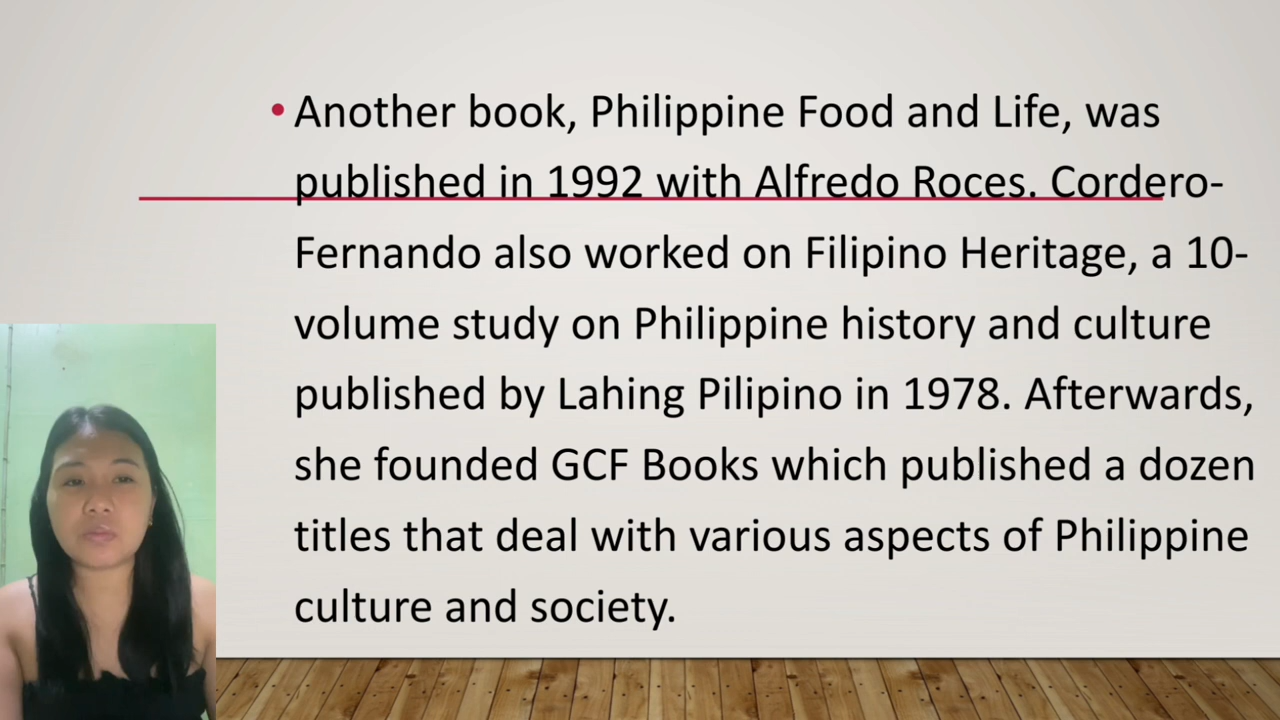 Another book, Philippine Food and Life, was
published in 1992 with Alfredo Roces. Cordero-
Fernando also worked on Filipino Heritage, a 10-
volume study on Philippine history and culture
published by Lahing Pilipino in 1978. Afterwards,
she founded GCF Books which published a dozen
titles that deal with various aspects of Philippine
culture and society.